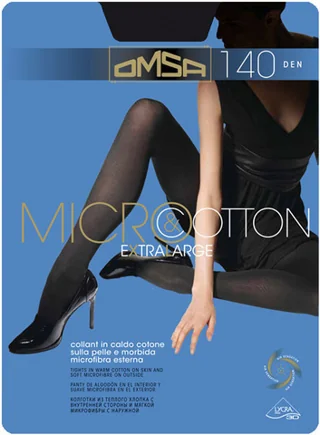 OMSA 140 DEN
MICRO & COTTON
EXTRALARGE
collant in caldo cotone
sulla pelle e morbida
microfibra esterna
TIGHTS IN WARM COTTON ON SKIN AND
SOFT MICROFIBRE ON OUTSIDE
PANTY DE ALGODÓN EN EL INTERIOR Y
SUAVE MICROFIBRA EN EL EXTERIOR
КОЛГОТКИ ИЗ ТЕПЛОГО ХЛОПКА С
ВНУТРЕННЕЙ СТОРОНЫ И МЯГКОЙ
МИКРОФИБРЫ С НАРУЖНОЙ
LYCRA
3D